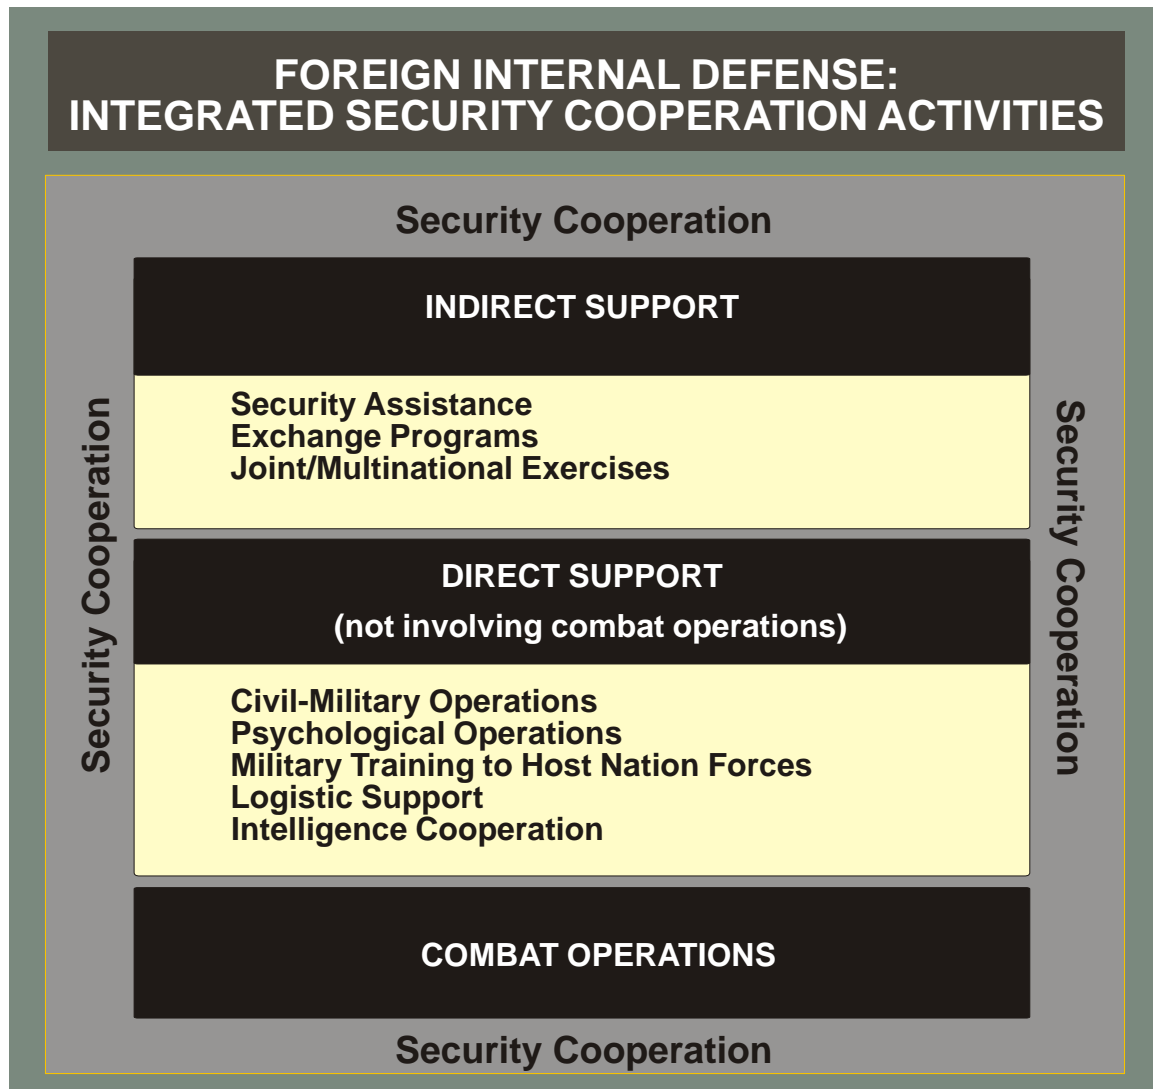 FOREIGN INTERNAL DEFENSE:
INTEGRATED SECURITY COOPERATION ACTIVITIES
Security Cooperation
INDIRECT SUPPORT
Security Assistance
Exchange Programs
Joint/Multinational Exercises
Security Cooperation
Security Cooperation
DIRECT SUPPORT
(not involving combat operations)
Civil-Military Operations
Psychological Operations
Military Training to Host Nation Forces
Logistic Support
Intelligence Cooperation
COMBAT OPERATIONS
Security Cooperation